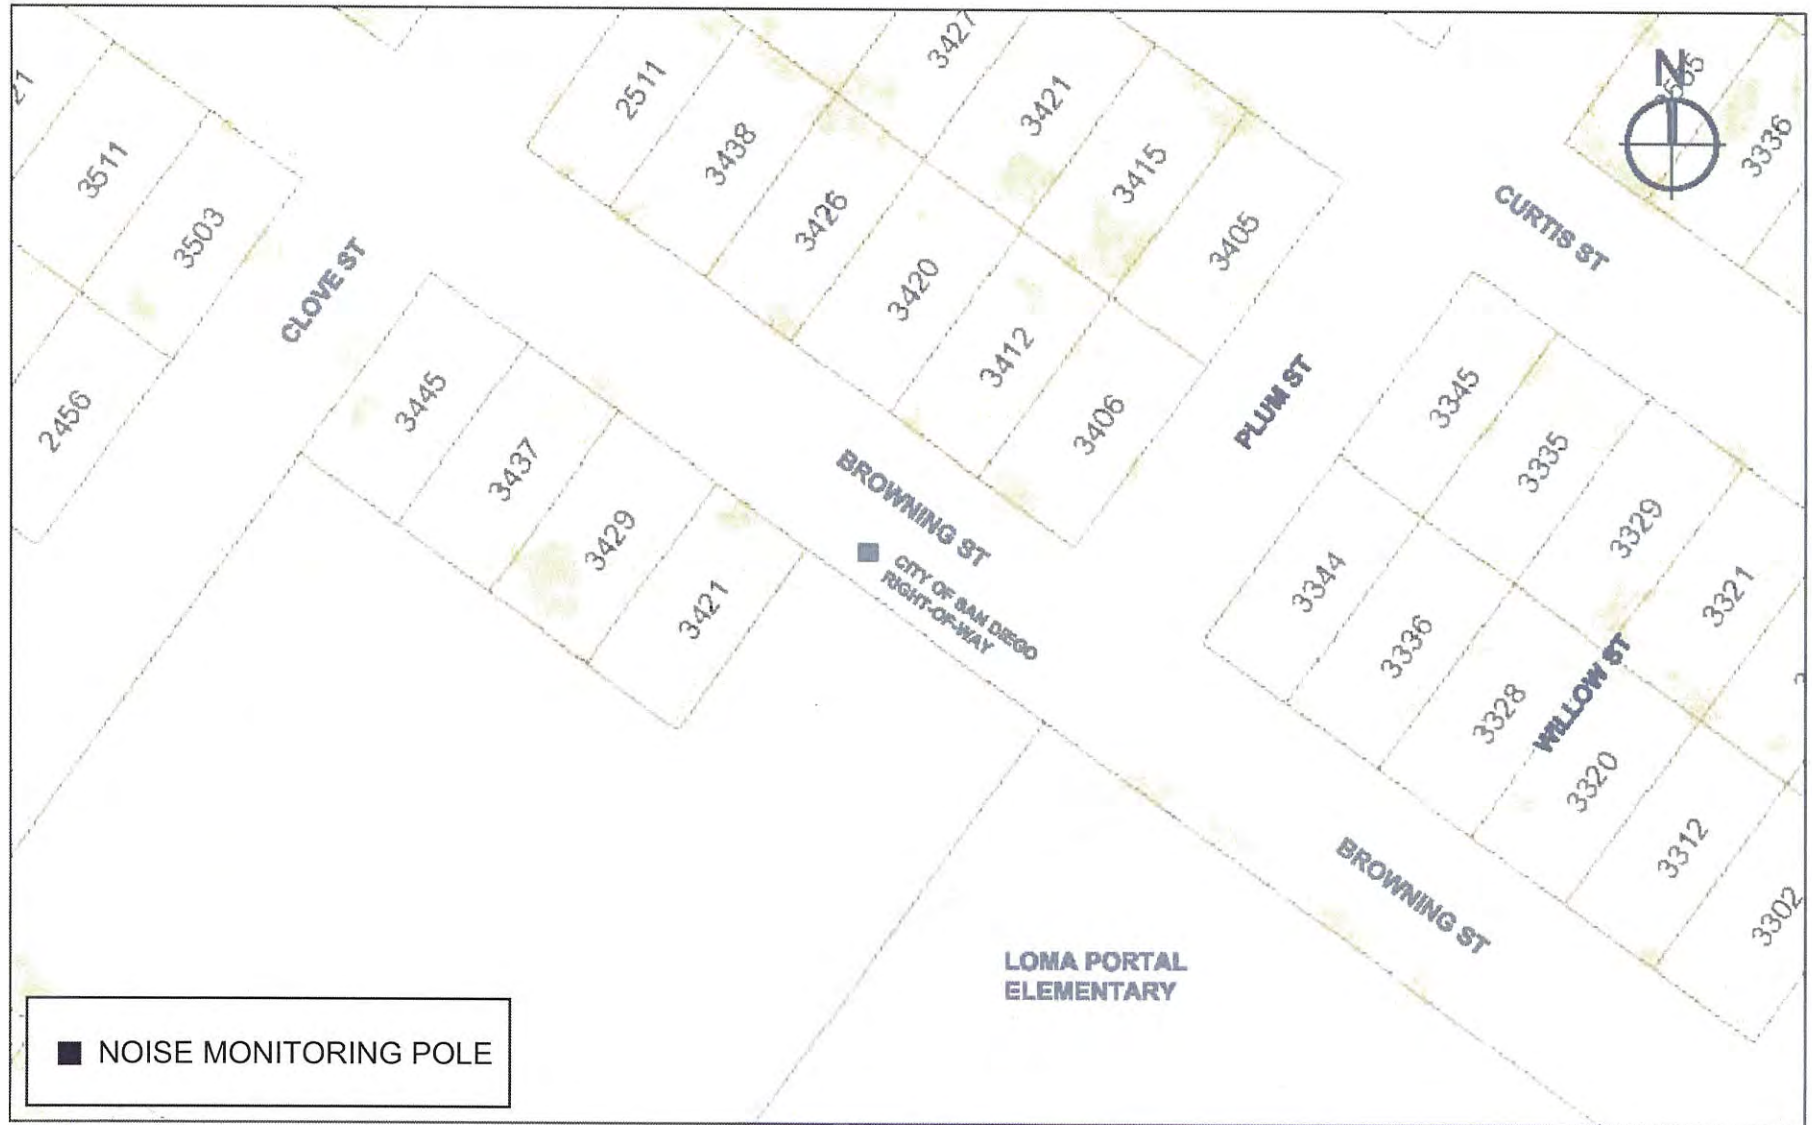 21
3511
3503
2456
CLOVE ST
2511
3438
3426
3420
3412
3406
3427
3421
3415
3405
3445
3437
3429
3421
BROWNING ST
CITY OF SAN DIEGO
RIGHT-OF-WAY
PLUM ST
CURTIS ST
N
3336
3345
3335
3329
3321
3344
3336
3328
3320
3312
3302
WILLOW ST
BROWNING ST
LOMA PORTAL
ELEMENTARY
NOISE MONITORING POLE